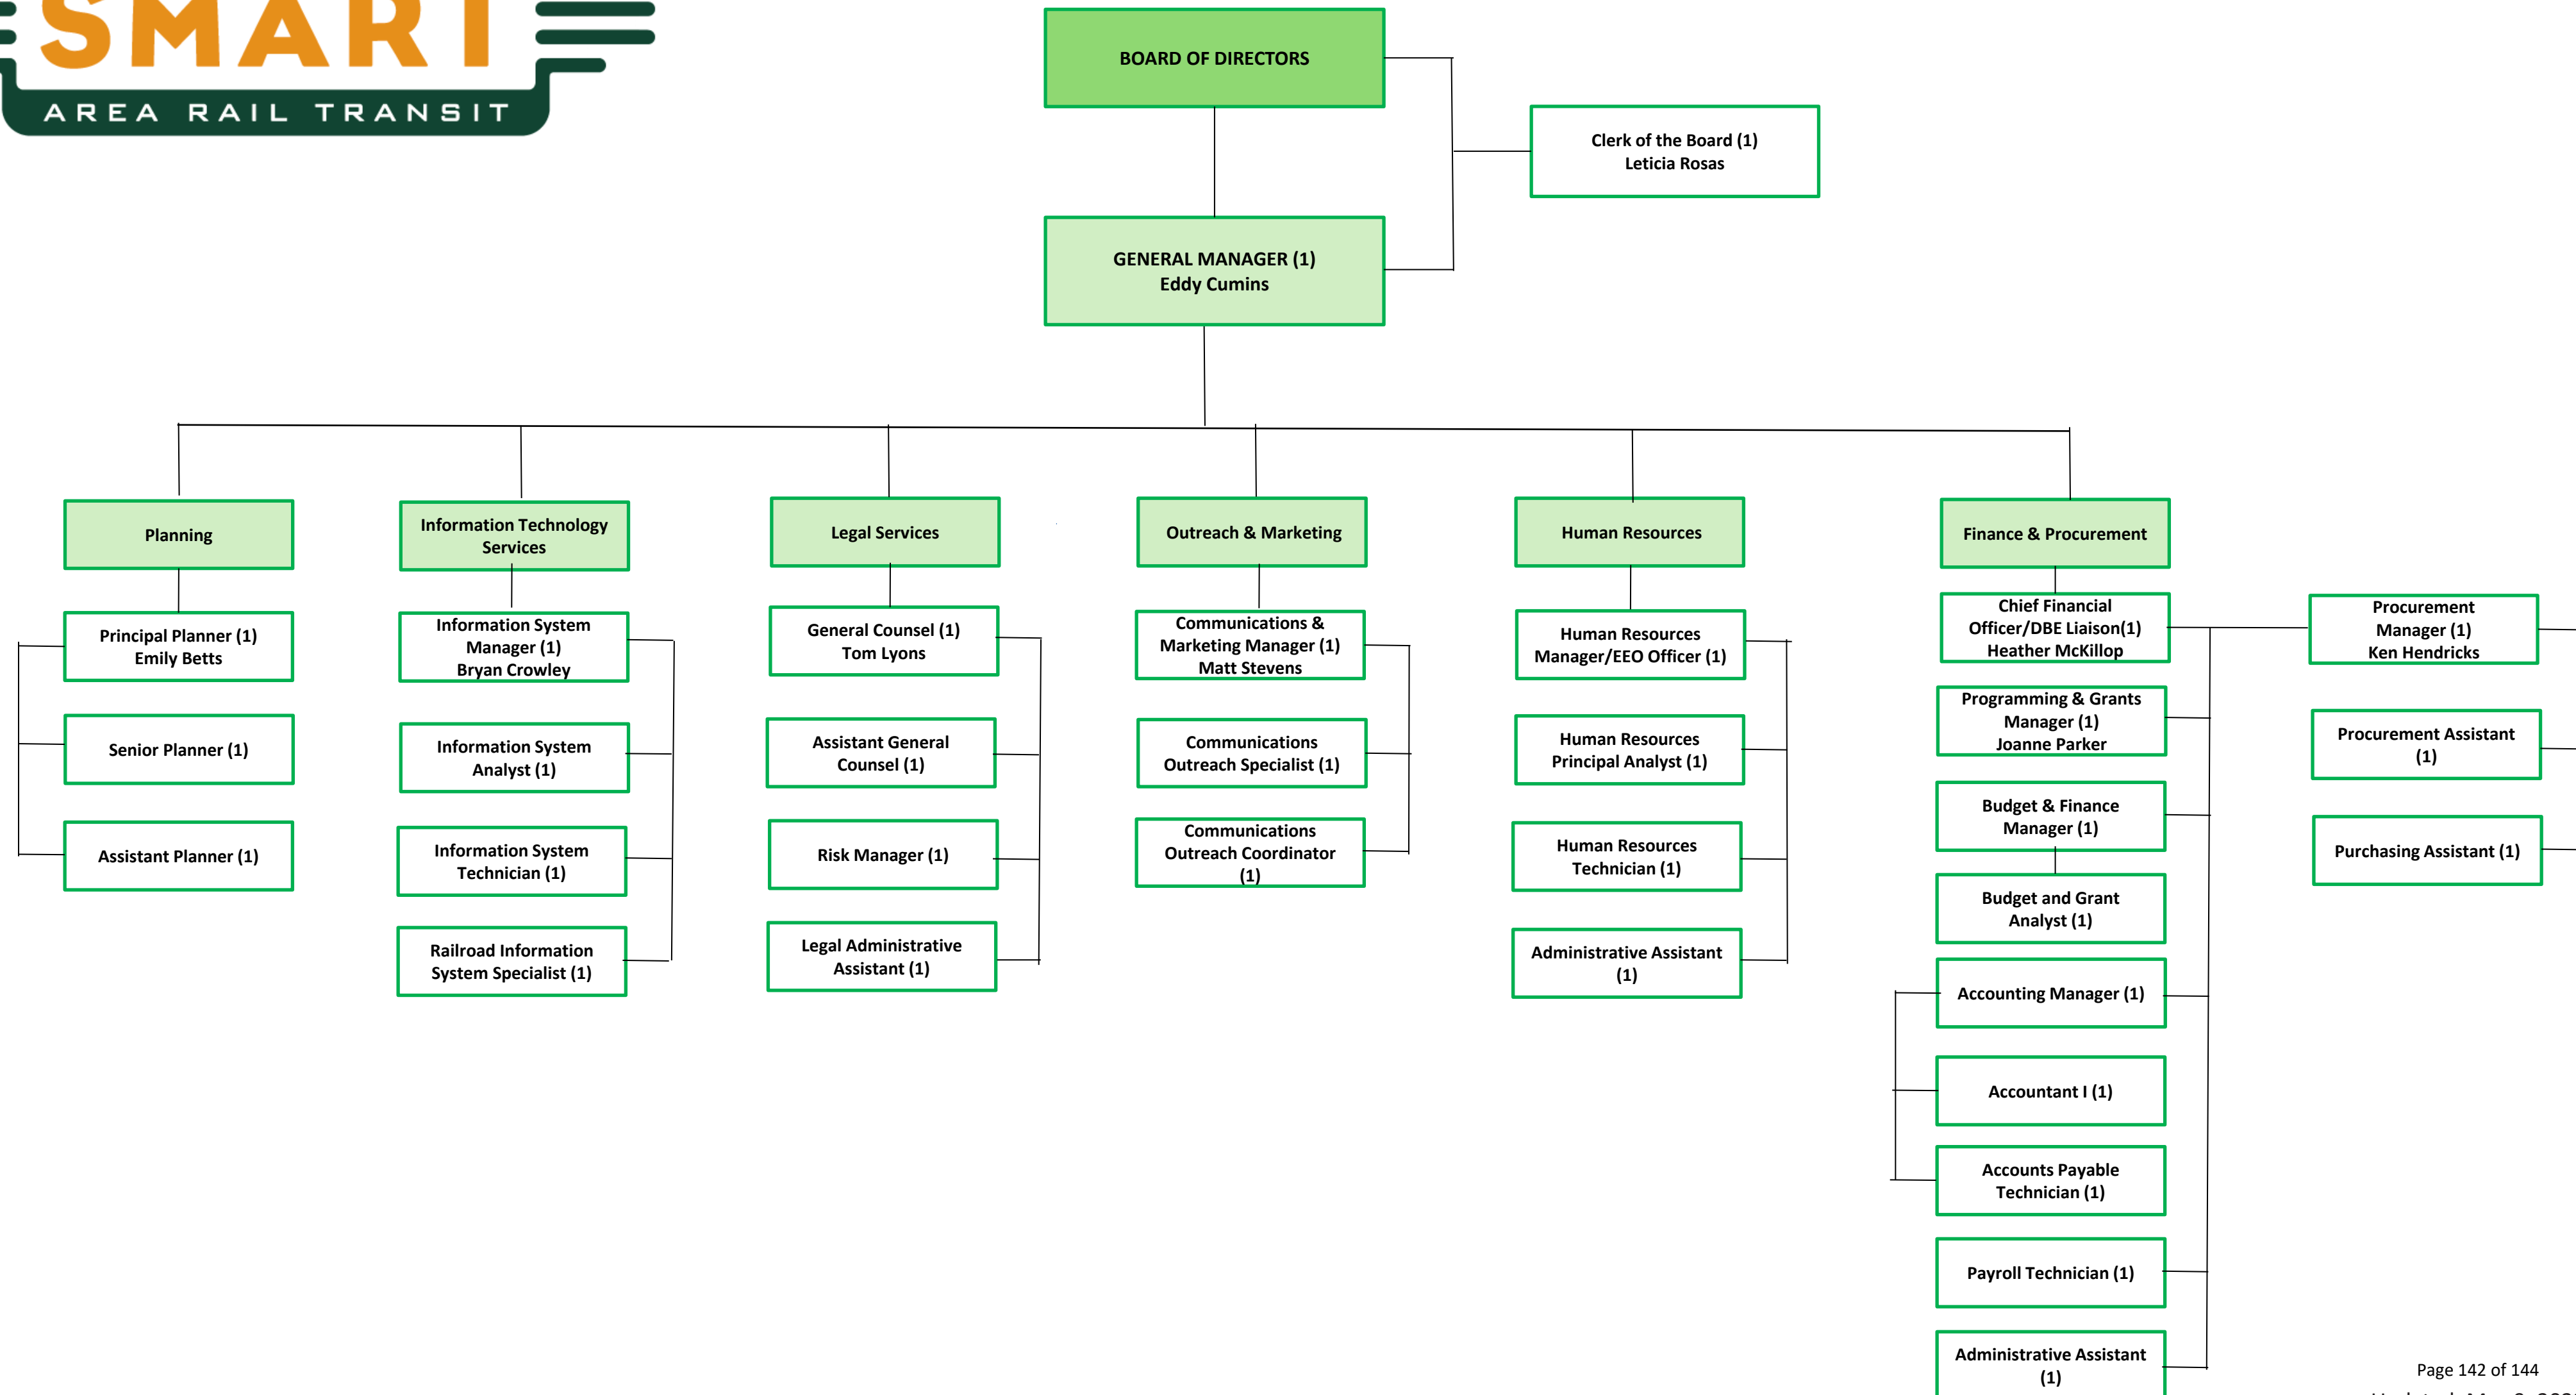 SMART
AREA RAIL TRANSIT
BOARD OF DIRECTORS
Clerk of the Board (1)
Leticia Rosas
GENERAL MANAGER (1)
Eddy Cumins
Planning
Principal Planner (1)
Emily Betts
Senior Planner (1)
Assistant Planner (1)
Information Technology
Services
Information System
Manager (1)
Bryan Crowley
Information System
Analyst (1)
Information System
Technician (1)
Railroad Information
System Specialist (1)
Legal Services
General Counsel (1)
Tom Lyons
Assistant General
Counsel (1)
Risk Manager (1)
Legal Administrative
Assistant (1)
Outreach & Marketing
Communications &
Marketing Manager (1)
Matt Stevens
Communications
Outreach Specialist (1)
Communications
Outreach Coordinator
(1)
Human Resources
Human Resources
Manager/EEO Officer (1)
Human Resources
Principal Analyst (1)
Human Resources
Technician (1)
Administrative Assistant
(1)
Finance & Procurement
Chief Financial
Officer/DBE Liaison(1)
Heather McKillop
Programming & Grants
Manager (1)
Joanne Parker
Budget & Finance
Manager (1)
Budget and Grant
Analyst (1)
Accounting Manager (1)
Accountant I (1)
Accounts Payable
Technician (1)
Payroll Technician (1)
Administrative Assistant
(1)
Procurement
Manager (1)
Ken Hendricks
Procurement Assistant
(1)
Purchasing Assistant (1)
Page 142 of 144